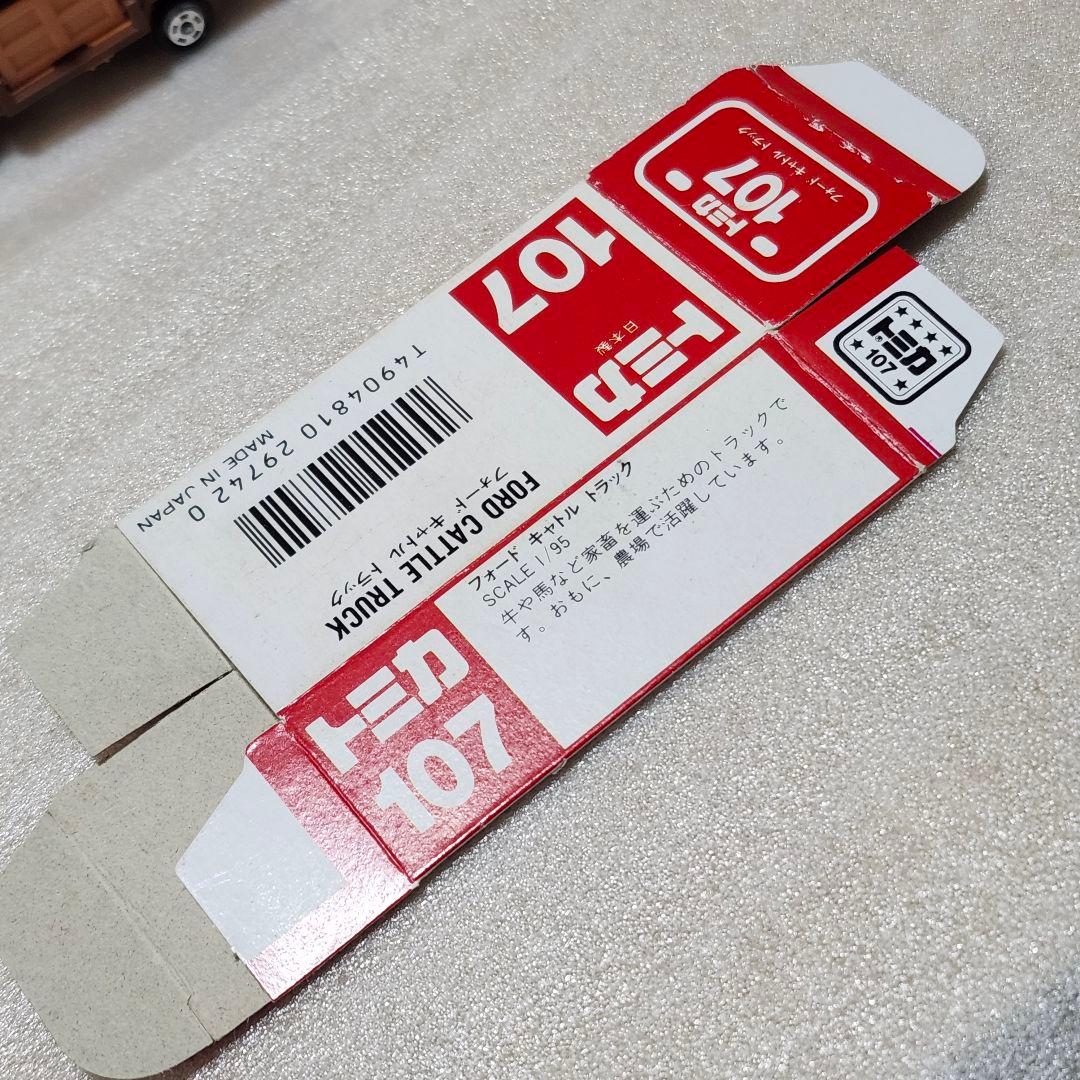 トミカ
107
フォード キャトル トラック
トミカ
107
トミカ
日本製
107
T 4904810 29742 0
MADE IN JAPAN
FORD CATTLE TRUCK
フォード キャトル トラック
フォード キャトル トラック
SCALE 1/95
牛や馬など家畜を運ぶためのトラックで
す。おもに、農場で活躍しています。
トミカ
107